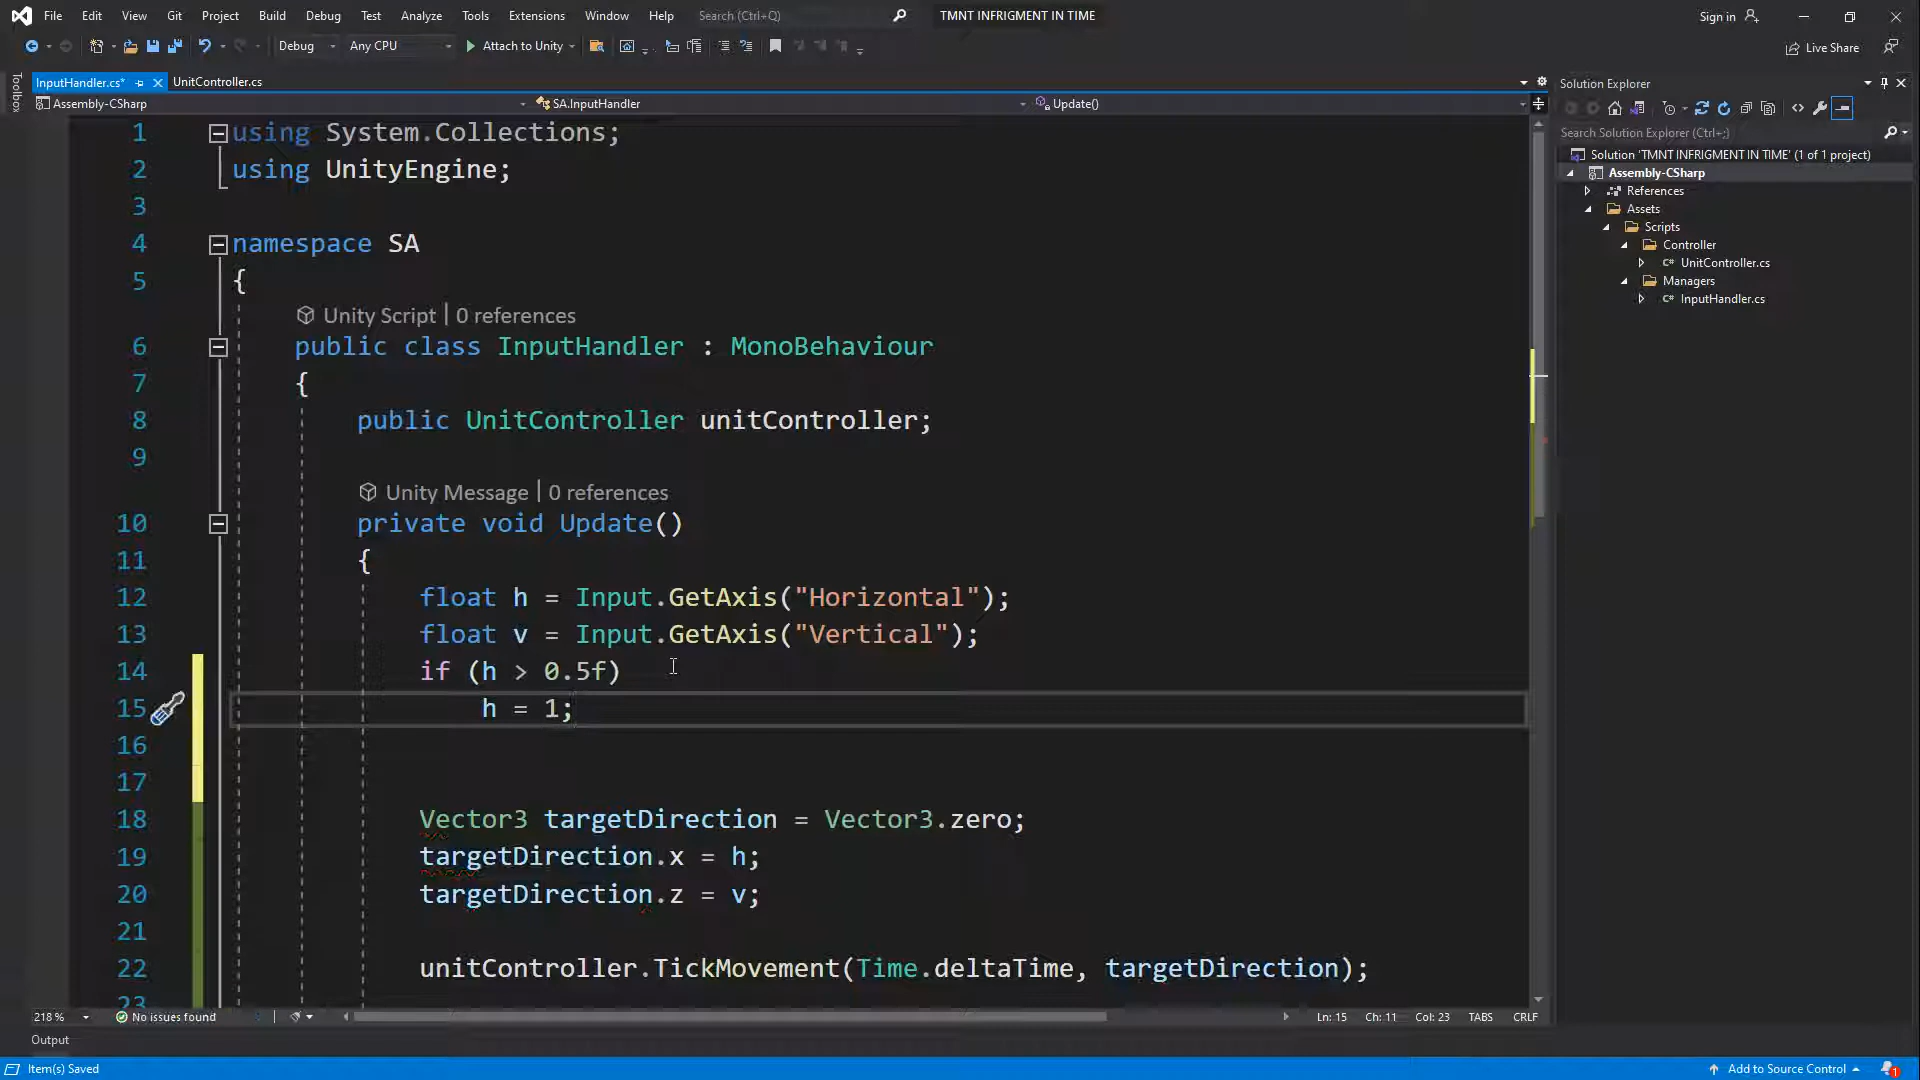 File Edit View Git Project Build Debug Test Analyze Tools Extensions Window Help Search (Ctrl+Q) TMNT INFRIGMENT IN TIME Sign in
Debug Any CPU Attach to Unity Live Share
Toolbox
InputHandler.cs* UnitController.cs
Assembly-CSharp SA.InputHandler Update()
1 using System.Collections;
2 using UnityEngine;
3
4 namespace SA
5 {
Unity Script | 0 references
6 public class InputHandler : MonoBehaviour
7 {
8 public UnitController unitController;
9
Unity Message | 0 references
10 private void Update()
11 {
12 float h = Input.GetAxis("Horizontal");
13 float v = Input.GetAxis("Vertical");
14 if (h > 0.5f)
15 h = 1;
16
17
18 Vector3 targetDirection = Vector3.zero;
19 targetDirection.x = h;
20 targetDirection.z = v;
21
22 unitController.TickMovement(Time.deltaTime, targetDirection);
23
218 % No issues found Ln: 15 Ch: 11 Col: 23 TABS CRLF
Output
Item(s) Saved Add to Source Control 1
Solution Explorer
Search Solution Explorer (Ctrl+;)
Solution 'TMNT INFRIGMENT IN TIME' (1 of 1 project)
Assembly-CSharp
References
Assets
Scripts
Controller
C# UnitController.cs
Managers
C# InputHandler.cs